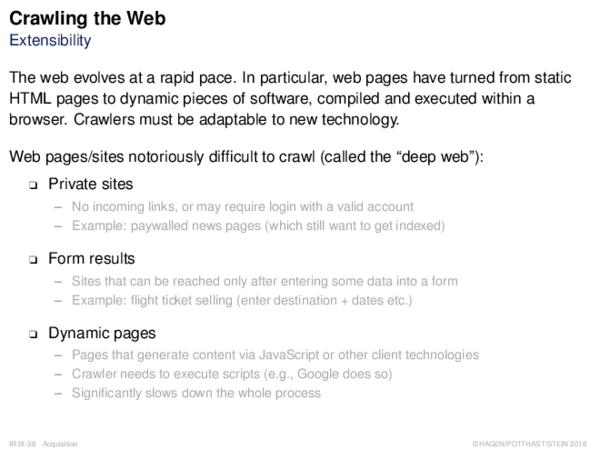 Crawling the Web
Extensibility
The web evolves at a rapid pace. In particular, web pages have turned from static
HTML pages to dynamic pieces of software, compiled and executed within a
browser. Crawlers must be adaptable to new technology.
Web pages/sites notoriously difficult to crawl (called the “deep web”):
❑ Private sites
– No incoming links, or may require login with a valid account
– Example: paywalled news pages (which still want to get indexed)
❑ Form results
– Sites that can be reached only after entering some data into a form
– Example: flight ticket selling (enter destination + dates etc.)
❑ Dynamic pages
– Pages that generate content via JavaScript or other client technologies
– Crawler needs to execute scripts (e.g., Google does so)
– Significantly slows down the whole process
IR:IX-38 Acquisition ©HAGEN/POTTHAST/STEIN 2018